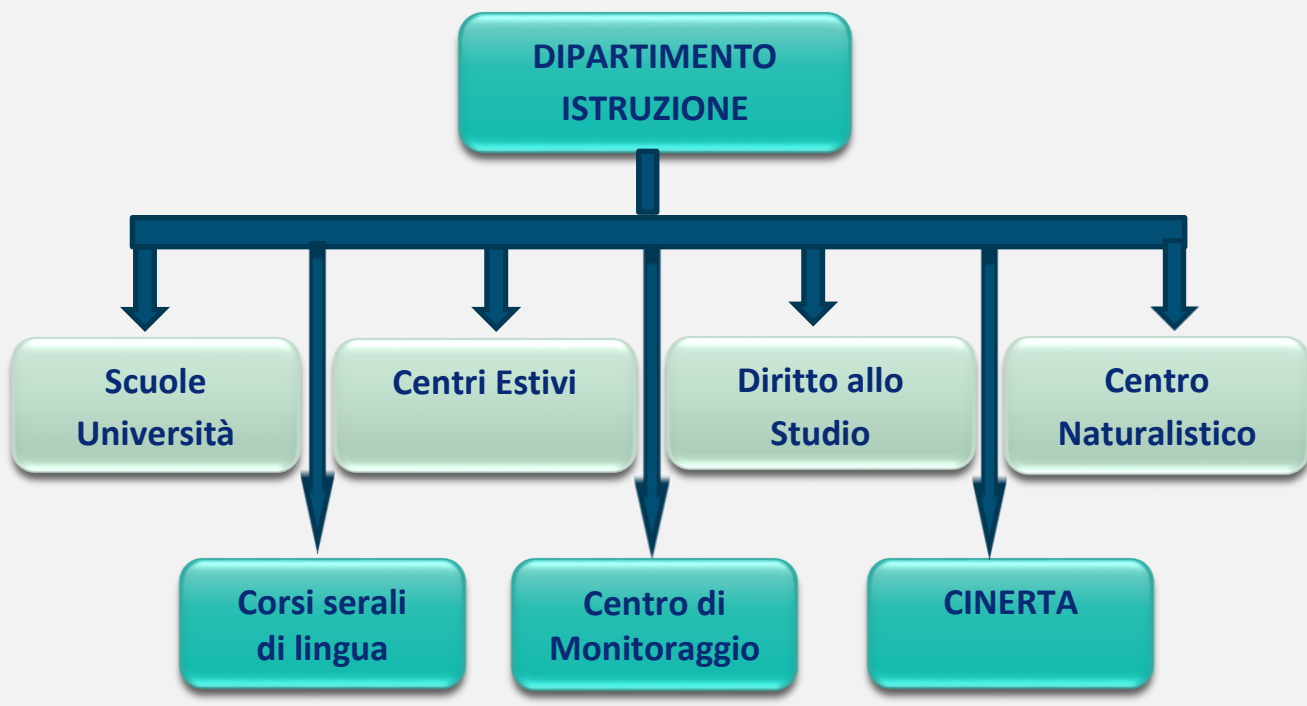 DIPARTIMENTO
ISTRUZIONE
Scuole
Università
Centri Estivi
Diritto allo
Studio
Centro
Naturalistico
Corsi serali
di lingua
Centro di
Monitoraggio
CINERTA